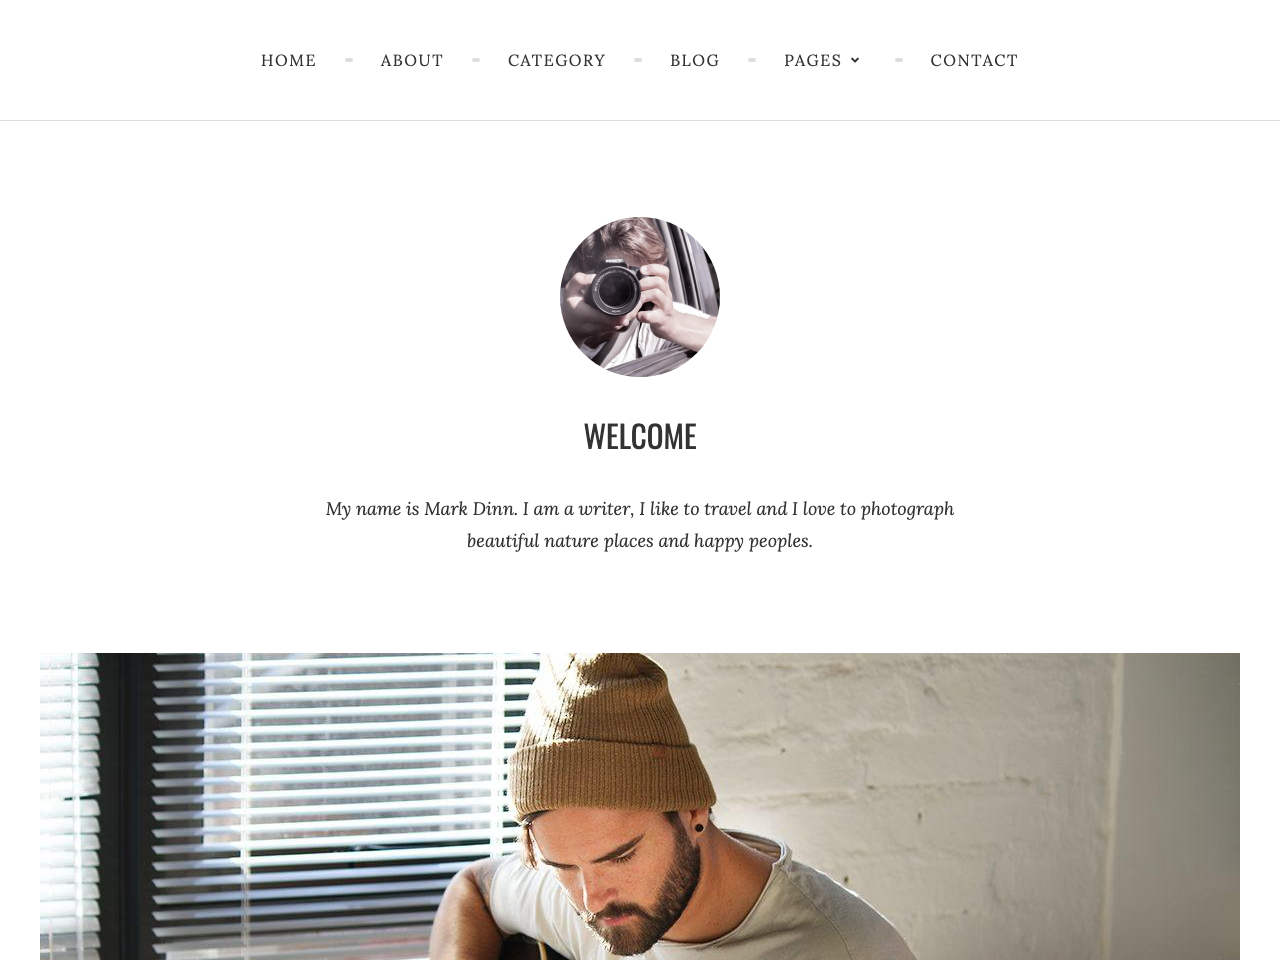 HOME ABOUT CATEGORY BLOG PAGES CONTACT
WELCOME
My name is Mark Dinn. I am a writer, I like to travel and I love to photograph
beautiful nature places and happy peoples.